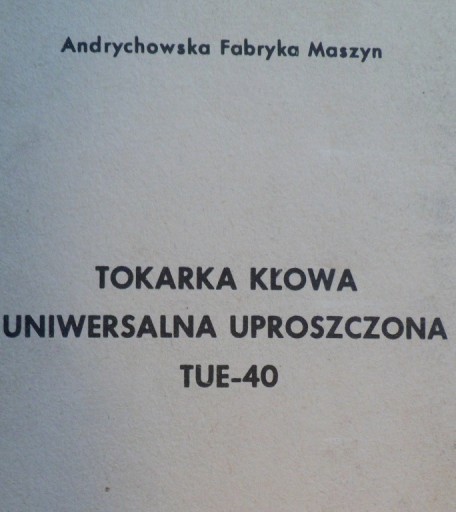 Andrychowska Fabryka Maszyn
TOKARKA KŁOWA
UNIWERSALNA UPROSZCZONA
TUE-40